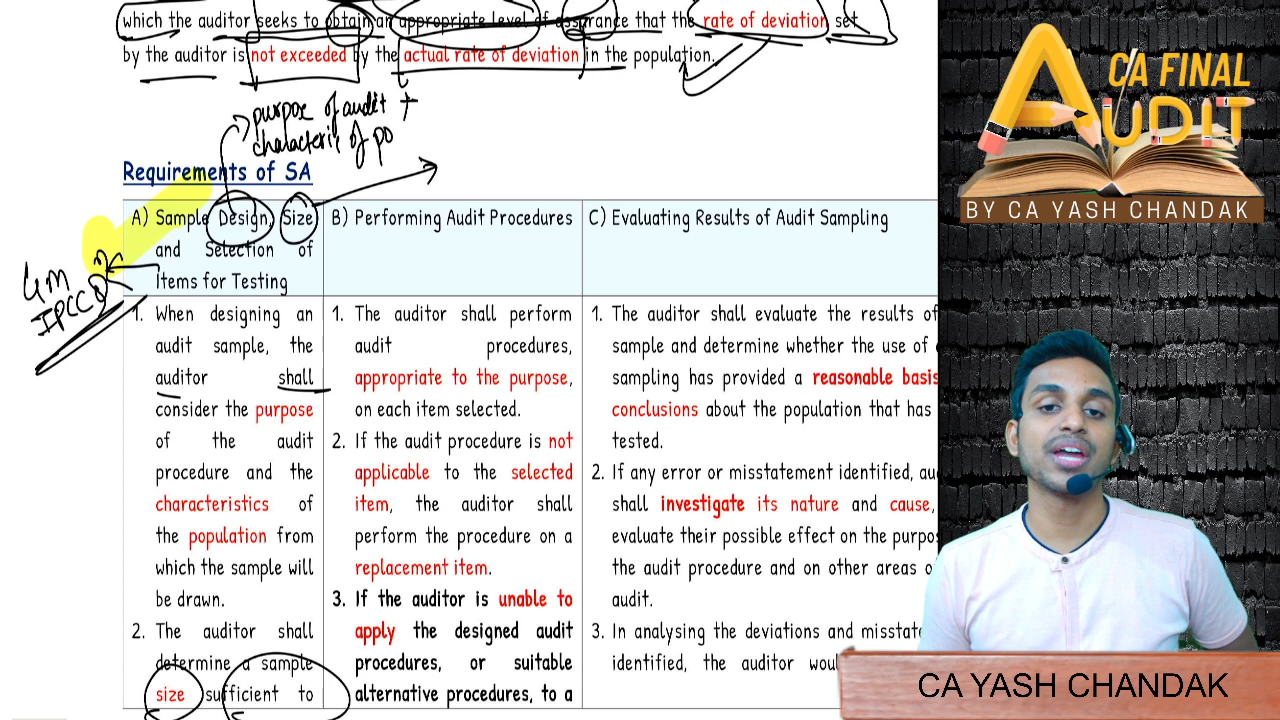 which the auditor seeks to obtain an appropriate level of assurance that the rate of deviation set
by the auditor is not exceeded by the actual rate of deviation in the population.
purpose of audit +
characteris of po
Requirements of SA
A) Sample Design, Size
and Selection of
Items for Testing
B) Performing Audit Procedures
C) Evaluating Results of Audit Sampling
4m
IPCC
1. When designing an
audit sample, the
auditor shall
consider the purpose
of the audit
procedure and the
characteristics of
the population from
which the sample will
be drawn.
2. The auditor shall
determine a sample
size sufficient to
1. The auditor shall perform
audit procedures,
appropriate to the purpose,
on each item selected.
2. If the audit procedure is not
applicable to the selected
item, the auditor shall
perform the procedure on a
replacement item.
3. If the auditor is unable to
apply the designed audit
procedures, or suitable
alternative procedures, to a
1. The auditor shall evaluate the results of
sample and determine whether the use of
sampling has provided a reasonable basis
conclusions about the population that has
tested.
2. If any error or misstatement identified, au
shall investigate its nature and cause,
evaluate their possible effect on the purpo
the audit procedure and on other areas o
audit.
3. In analysing the deviations and misstate
identified, the auditor wou
CA FINAL
AUDIT
BY CA YASH CHANDAK
CA YASH CHANDAK